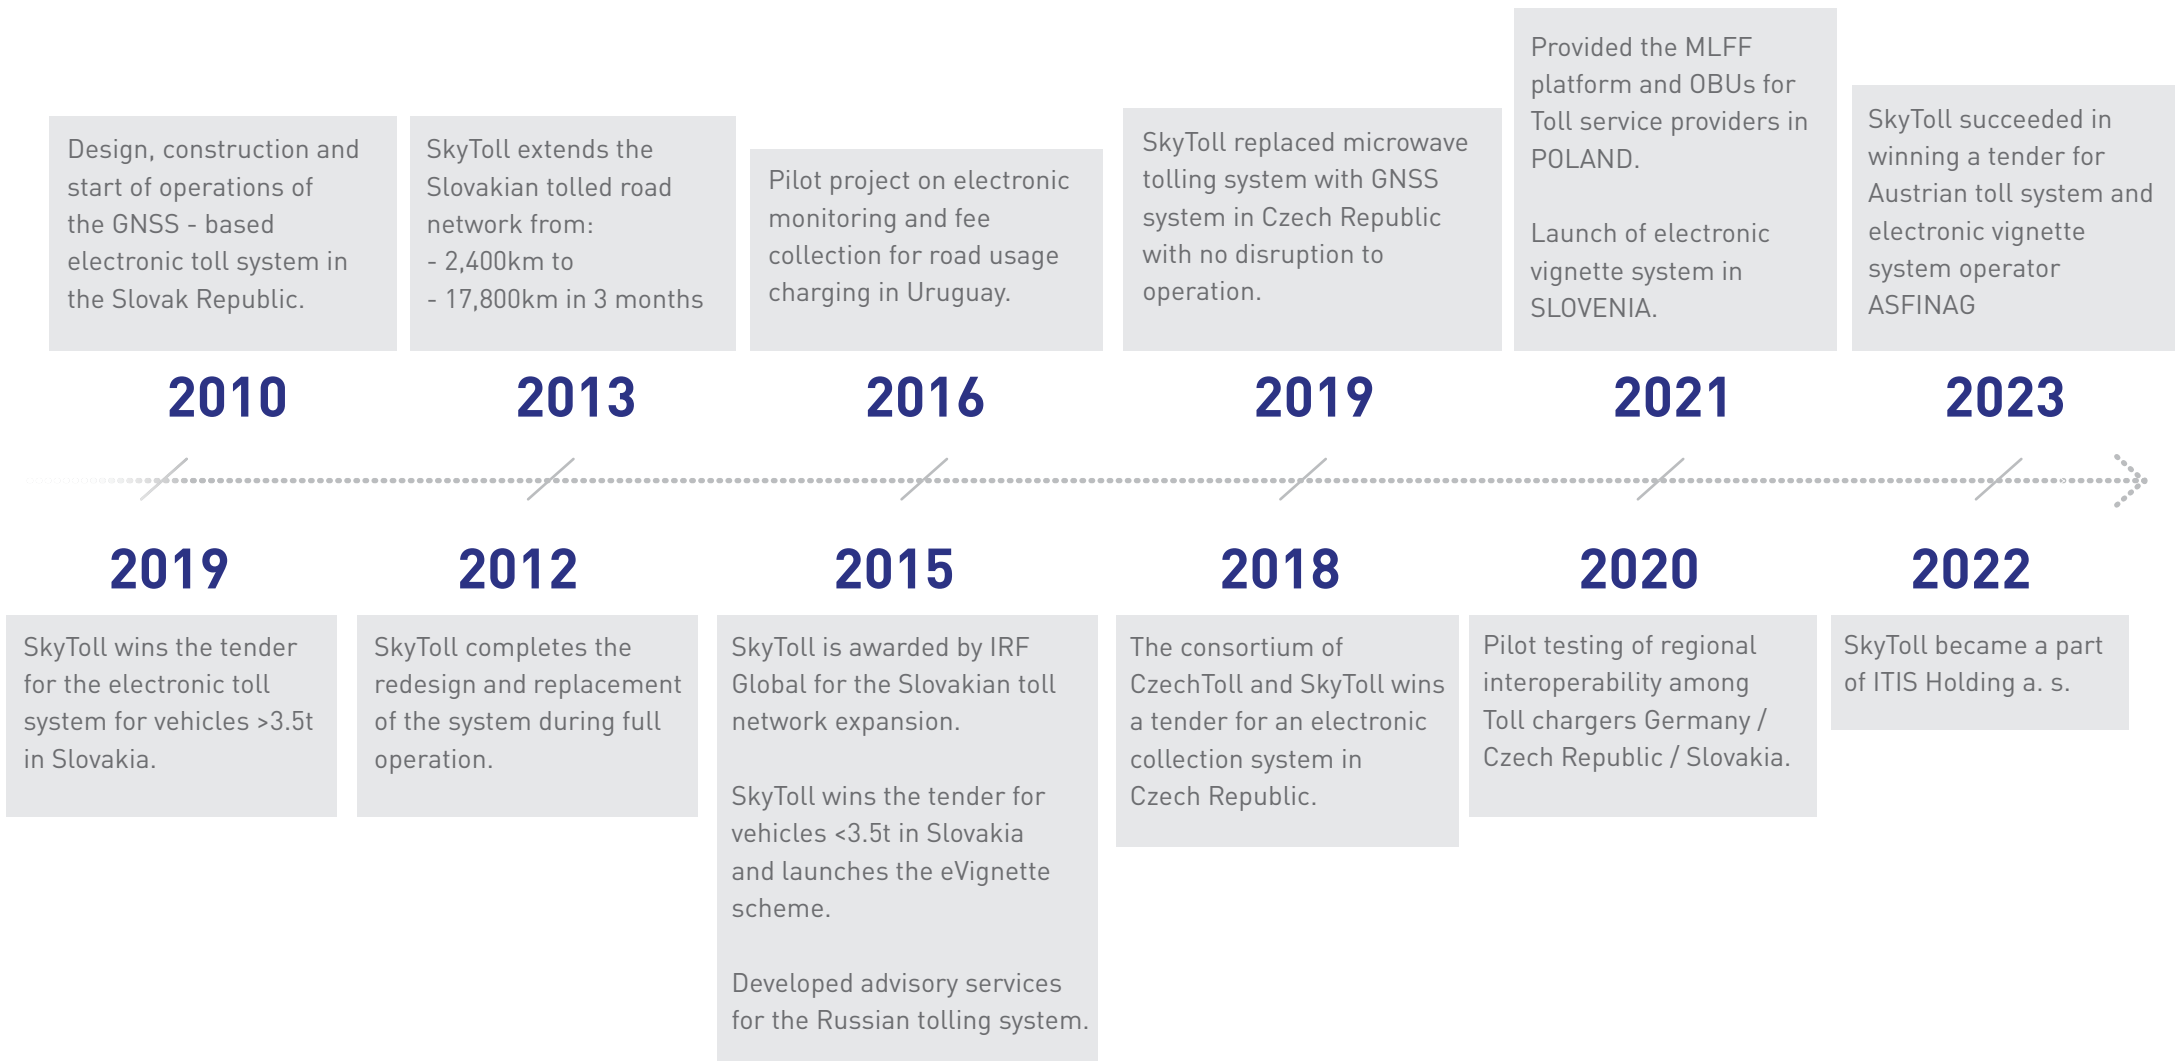 Design, construction and
start of operations of
the GNSS - based
electronic toll system in
the Slovak Republic.
2010
SkyToll extends the
Slovakian tolled road
network from:
- 2,400km to
- 17,800km in 3 months
2013
Pilot project on electronic
monitoring and fee
collection for road usage
charging in Uruguay.
2016
SkyToll replaced microwave
tolling system with GNSS
system in Czech Republic
with no disruption to
operation.
2019
Provided the MLFF
platform and OBUs for
Toll service providers in
POLAND.
Launch of electronic
vignette system in
SLOVENIA.
2021
SkyToll succeeded in
winning a tender for
Austrian toll system and
electronic vignette
system operator
ASFINAG
2023
2019
SkyToll wins the tender
for the electronic toll
system for vehicles >3.5t
in Slovakia.
2012
SkyToll completes the
redesign and replacement
of the system during full
operation.
2015
SkyToll is awarded by IRF
Global for the Slovakian toll
network expansion.
SkyToll wins the tender for
vehicles <3.5t in Slovakia
and launches the eVignette
scheme.
Developed advisory services
for the Russian tolling system.
2018
The consortium of
CzechToll and SkyToll wins
a tender for an electronic
collection system in
Czech Republic.
2020
Pilot testing of regional
interoperability among
Toll chargers Germany /
Czech Republic / Slovakia.
2022
SkyToll became a part
of ITIS Holding a. s.